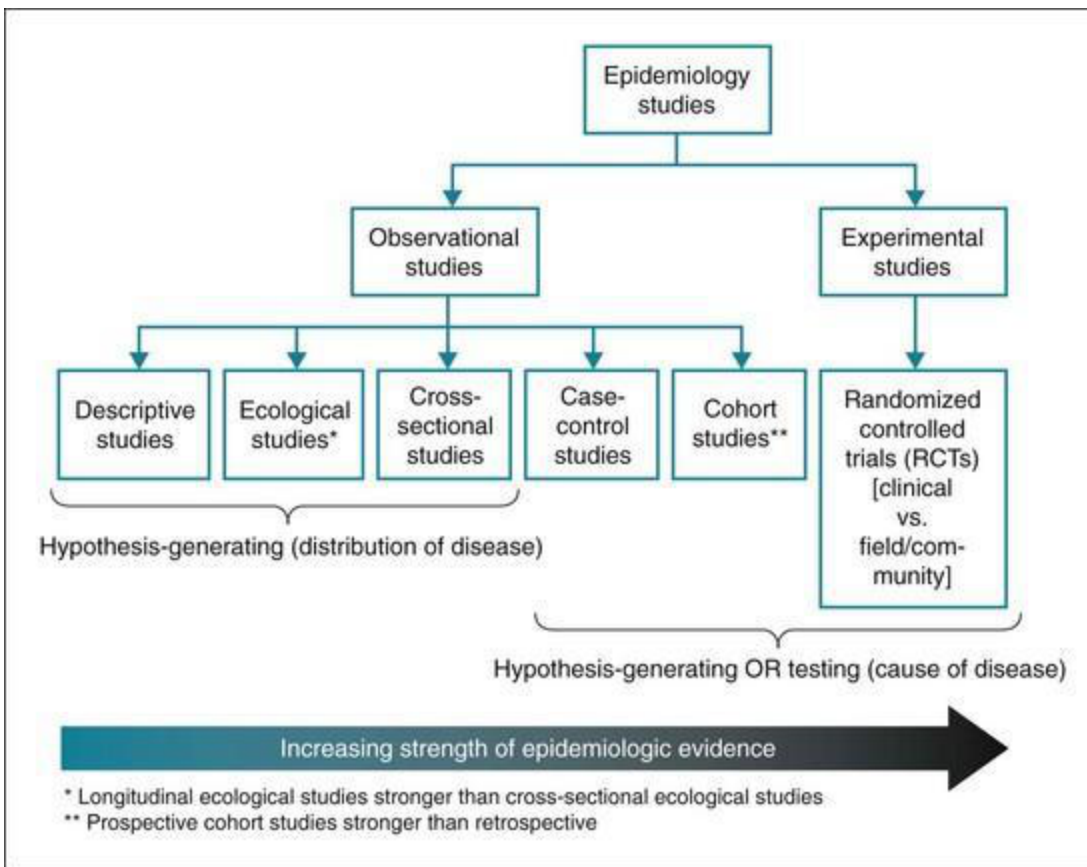 Epidemiology
studies
Observational
studies
Experimental
studies
Descriptive
studies
Ecological
studies*
Cross-
sectional
studies
Case-
control
studies
Cohort
studies**
Randomized
controlled
trials (RCTs)
[clinical
vs.
field/com-
munity]
Hypothesis-generating (distribution of disease)
Hypothesis-generating OR testing (cause of disease)
Increasing strength of epidemiologic evidence
* Longitudinal ecological studies stronger than cross-sectional ecological studies
** Prospective cohort studies stronger than retrospective